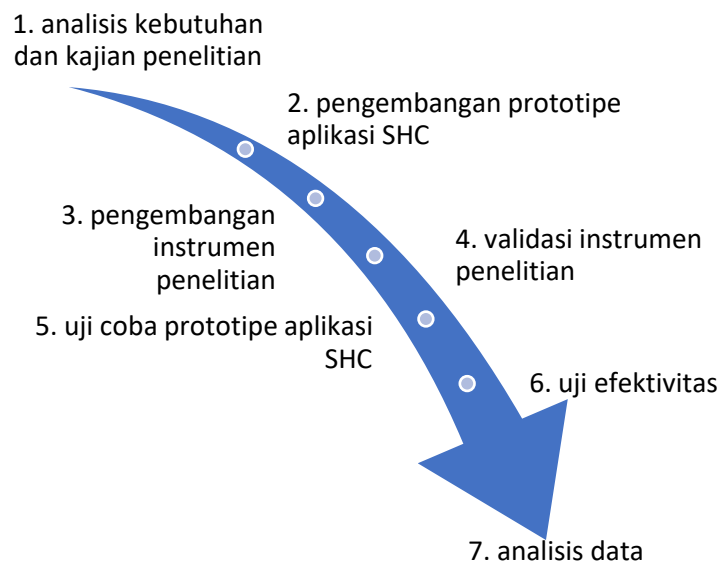 1. analisis kebutuhan
dan kajian penelitian
2. pengembangan prototipe
aplikasi SHC
3. pengembangan
instrumen
penelitian
4. validasi instrumen
penelitian
5. uji coba prototipe aplikasi
SHC
6. uji efektivitas
7. analisis data